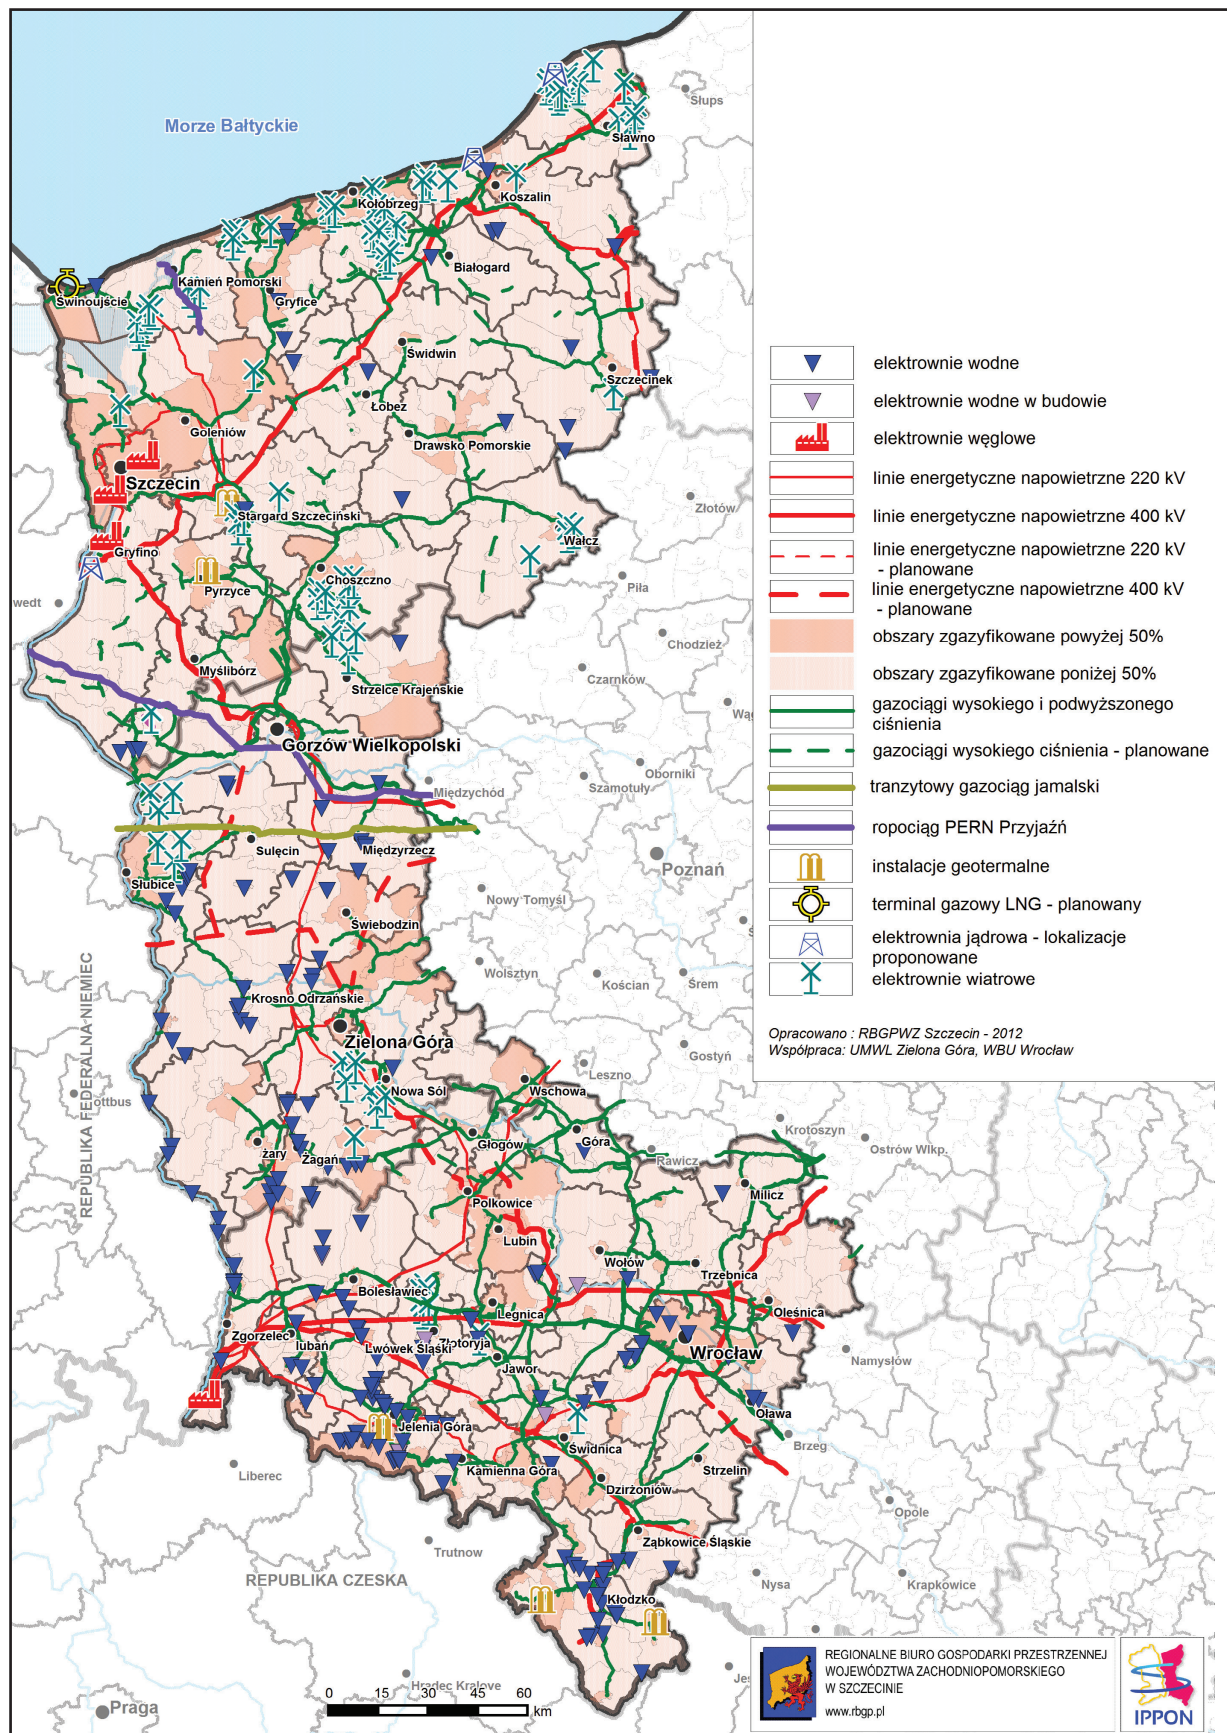 Morze Bałtyckie
Słups
Sławno
Koszalin
Kołobrzeg
Białogard
Kamień Pomorski
Świnoujście
Gryfice
Świdwin
Szczecinek
Łobez
Goleniów
Drawsko Pomorskie
Szczecin
Złotów
Stargard Szczeciński
Wałcz
Gryfino
Choszczno
Pyrzyce
Piła
wedt
Chodzież
Myślibórz
Strzelce Krajeńskie
Czarnków
Gorzów Wielkopolski
Oborniki
Międzychód
Szamotuły
Sulęcin
Międzyrzecz
Poznań
Słubice
Nowy Tomyśl
Świebodzin
Wolsztyn
Kościan
Śrem
Krosno Odrzańskie
REPUBLIKA FEDERALNA NIEMIEC
Zielona Góra
Gostyń
Leszno
Nowa Sól
Wschowa
ottbus
Krotoszyn
Ostrów Wlkp.
Głogów
Góra
żary
Żagań
Rawicz
Milicz
Polkowice
Lubin
Wołów
Trzebnica
Bolesławiec
Legnica
Oleśnica
Zgorzelec
lubań
Złotoryja
Lwówek Śląski
Wrocław
Jawor
Namysłów
Jelenia Góra
Oława
Brzeg
Świdnica
Kamienna Góra
Strzelin
Liberec
Dzirżoniów
Opole
Ząbkowice Śląskie
Trutnow
REPUBLIKA CZESKA
Nysa
Krapkowice
Kłodzko
Hradec Kralove
Praga
0 15 30 45 60
km
elektrownie wodne
elektrownie wodne w budowie
elektrownie węglowe
linie energetyczne napowietrzne 220 kV
linie energetyczne napowietrzne 400 kV
linie energetyczne napowietrzne 220 kV
- planowane
linie energetyczne napowietrzne 400 kV
- planowane
obszary zgazyfikowane powyżej 50%
obszary zgazyfikowane poniżej 50%
gazociągi wysokiego i podwyższonego
ciśnienia
gazociągi wysokiego ciśnienia - planowane
tranzytowy gazociąg jamalski
ropociąg PERN Przyjaźń
instalacje geotermalne
terminal gazowy LNG - planowany
elektrownia jądrowa - lokalizacje
proponowane
elektrownie wiatrowe
Opracowano : RBGPWZ Szczecin - 2012
Współpraca: UMWL Zielona Góra, WBU Wrocław
REGIONALNE BIURO GOSPODARKI PRZESTRZENNEJ
WOJEWÓDZTWA ZACHODNIOPOMORSKIEGO
W SZCZECINIE
www.rbgp.pl
IPPON